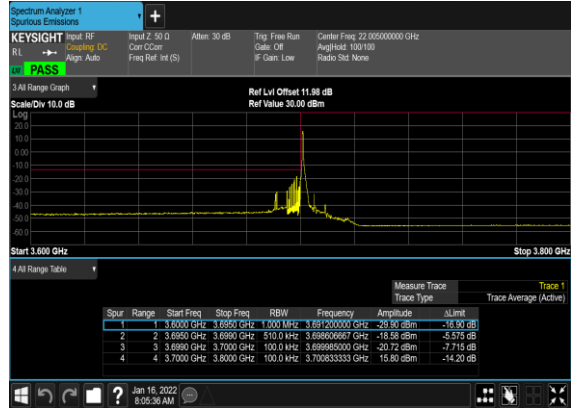 Spectrum Analyzer 1
Spurious Emissions
+
KEYSIGHT Input: RF Input Z: 50 Ω Atten: 30 dB Trig: Free Run Center Freq: 22.005000000 GHz
RL Coupling: DC Corr CCorr Gate: Off Avg|Hold: 100/100
Align: Auto Freq Ref: Int (S) IF Gain: Low Radio Std: None
PASS
3 All Range Graph
Ref Lvl Offset 11.98 dB
Scale/Div 10.0 dB Ref Value 30.00 dBm
Log
20.0
10.0
0.00
-10.0
-20.0
-30.0
-40.0
-50.0
-60.0
Start 3.600 GHz Stop 3.800 GHz
4 All Range Table
Measure Trace Trace 1
Trace Type Trace Average (Active)
Spur Range Start Freq Stop Freq RBW Frequency Amplitude ΔLimit
1 1 3.6000 GHz 3.6950 GHz 1.000 MHz 3.691200000 GHz -29.90 dBm -16.90 dB
2 2 3.6950 GHz 3.6990 GHz 510.0 kHz 3.698606667 GHz -18.58 dBm -5.575 dB
3 3 3.6990 GHz 3.7000 GHz 100.0 kHz 3.699985000 GHz -20.72 dBm -7.715 dB
4 4 3.7000 GHz 3.8000 GHz 100.0 kHz 3.700833333 GHz 15.80 dBm -14.20 dB
? Jan 16, 2022
8:05:36 AM